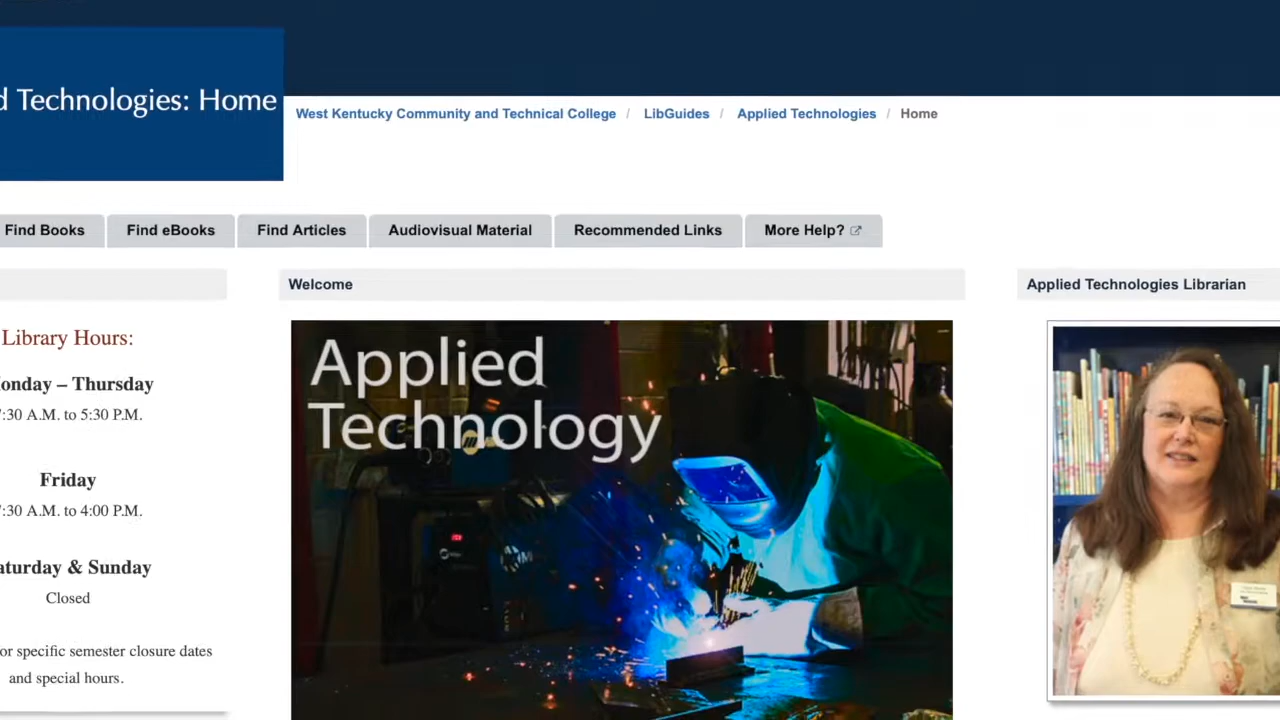 d Technologies: Home
West Kentucky Community and Technical College / LibGuides / Applied Technologies / Home
Find Books Find eBooks Find Articles Audiovisual Material Recommended Links More Help?
Welcome
Applied Technologies Librarian
Applied
Technology
Library Hours:
onday – Thursday
:30 A.M. to 5:30 P.M.
Friday
:30 A.M. to 4:00 P.M.
aturday & Sunday
Closed
or specific semester closure dates
and special hours.